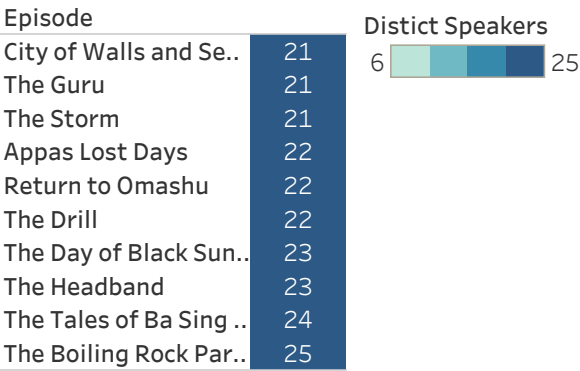 Episode
City of Walls and Se.. 21
The Guru 21
The Storm 21
Appas Lost Days 22
Return to Omashu 22
The Drill 22
The Day of Black Sun.. 23
The Headband 23
The Tales of Ba Sing .. 24
The Boiling Rock Par.. 25
Distict Speakers
6 25